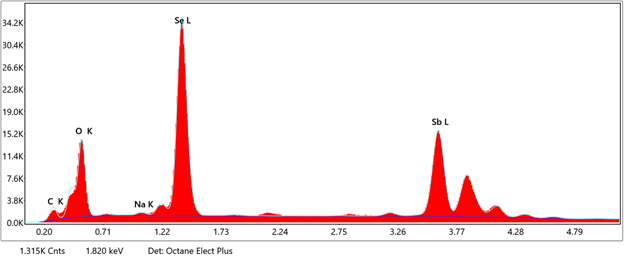 34.2K
Se L
30.4K
26.6K
22.8K
19.0K
O K
Sb L
15.2K
11.4K
7.6K
C K
Na K
3.8K
0.0K
0.20 0.71 1.22 1.73 2.24 2.75 3.26 3.77 4.28 4.79
1.315K Cnts 1.820 keV Det: Octane Elect Plus